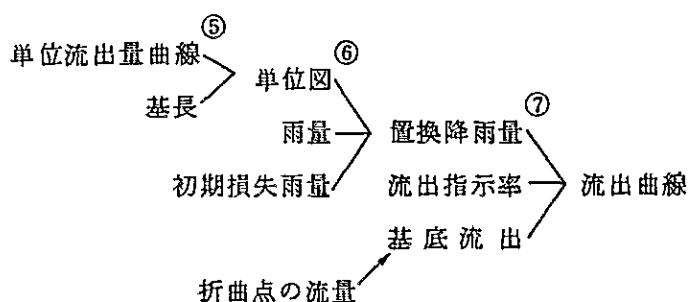 単位流出量曲線⑤
基長
単位図⑥
雨量
初期損失雨量
置換降雨量⑦
流出指示率
基底流出
折曲点の流量
流出曲線